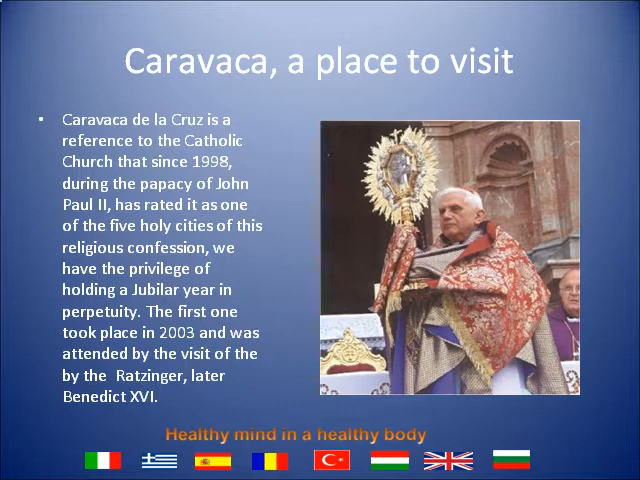 Caravaca, a place to visit
• Caravaca de la Cruz is a
reference to the Catholic
Church that since 1998,
during the papacy of John
Paul II, has rated it as one
of the five holy cities of this
religious confession, we
have the privilege of
holding a Jubilar year in
perpetuity. The first one
took place in 2003 and was
attended by the visit of the
by the  Ratzinger, later
Benedict XVI.
Healthy mind in a healthy body